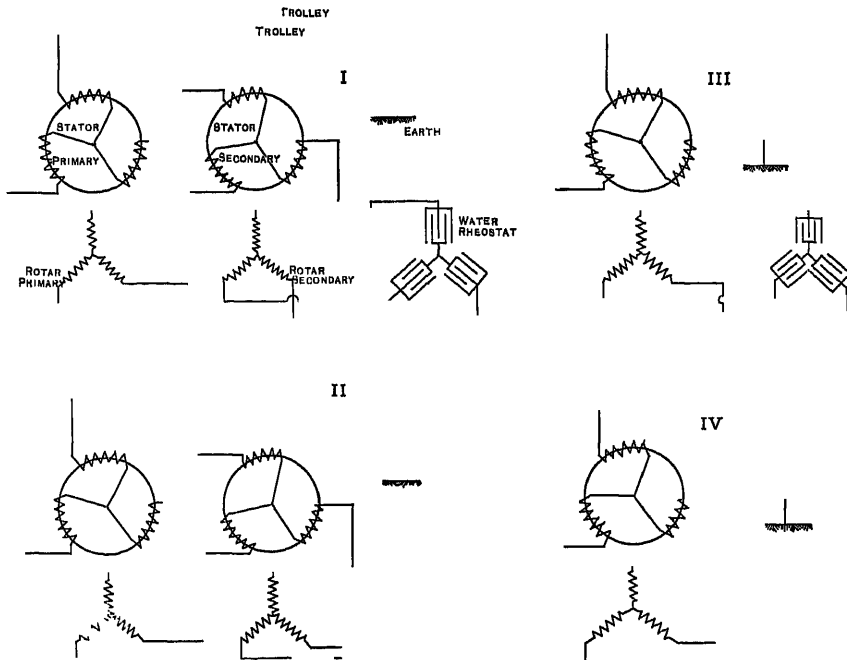 TROLLEY
TROLLEY
I
III
STATOR
PRIMARY
STATOR
SECONDARY
EARTH
WATER
RHEOSTAT
ROTAR
PRIMARY
ROTAR
SECONDARY
II
IV